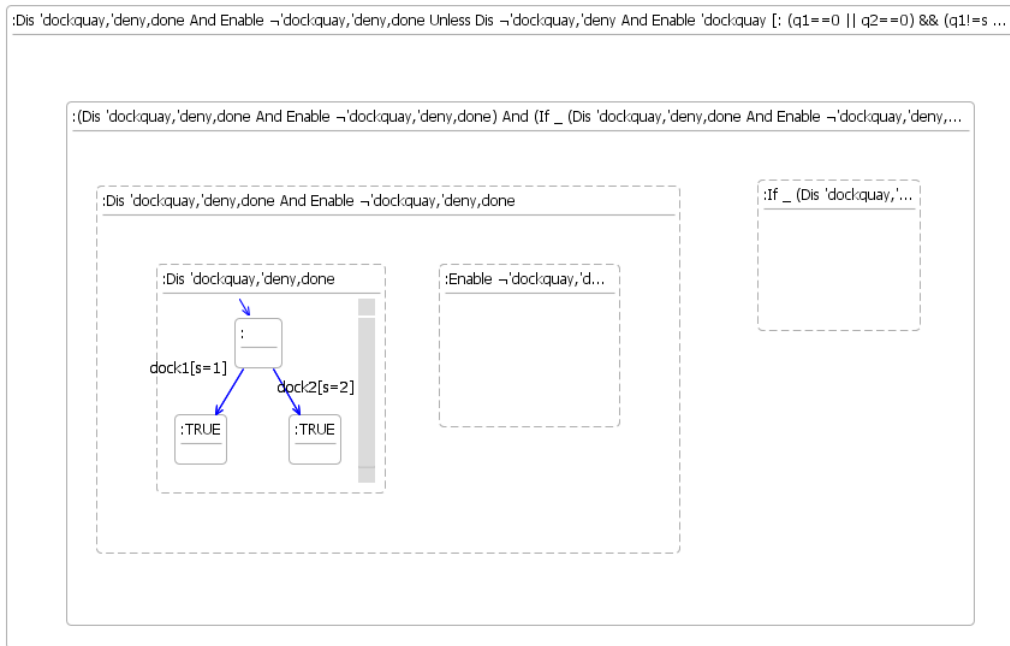 :Dis 'dockquay,'deny,done And Enable ¬'dockquay,'deny,done Unless Dis ¬'dockquay,'deny And Enable 'dockquay [: (q1==0 || q2==0) && (q1!=s ...
:(Dis 'dockquay,'deny,done And Enable ¬'dockquay,'deny,done) And (If _ (Dis 'dockquay,'deny,done And Enable ¬'dockquay,'deny,...
:Dis 'dockquay,'deny,done And Enable ¬'dockquay,'deny,done
:If _ (Dis 'dockquay,'...
:Dis 'dockquay,'deny,done
:Enable ¬'dockquay,'d...
:
dock1[s=1]
dock2[s=2]
:TRUE
:TRUE